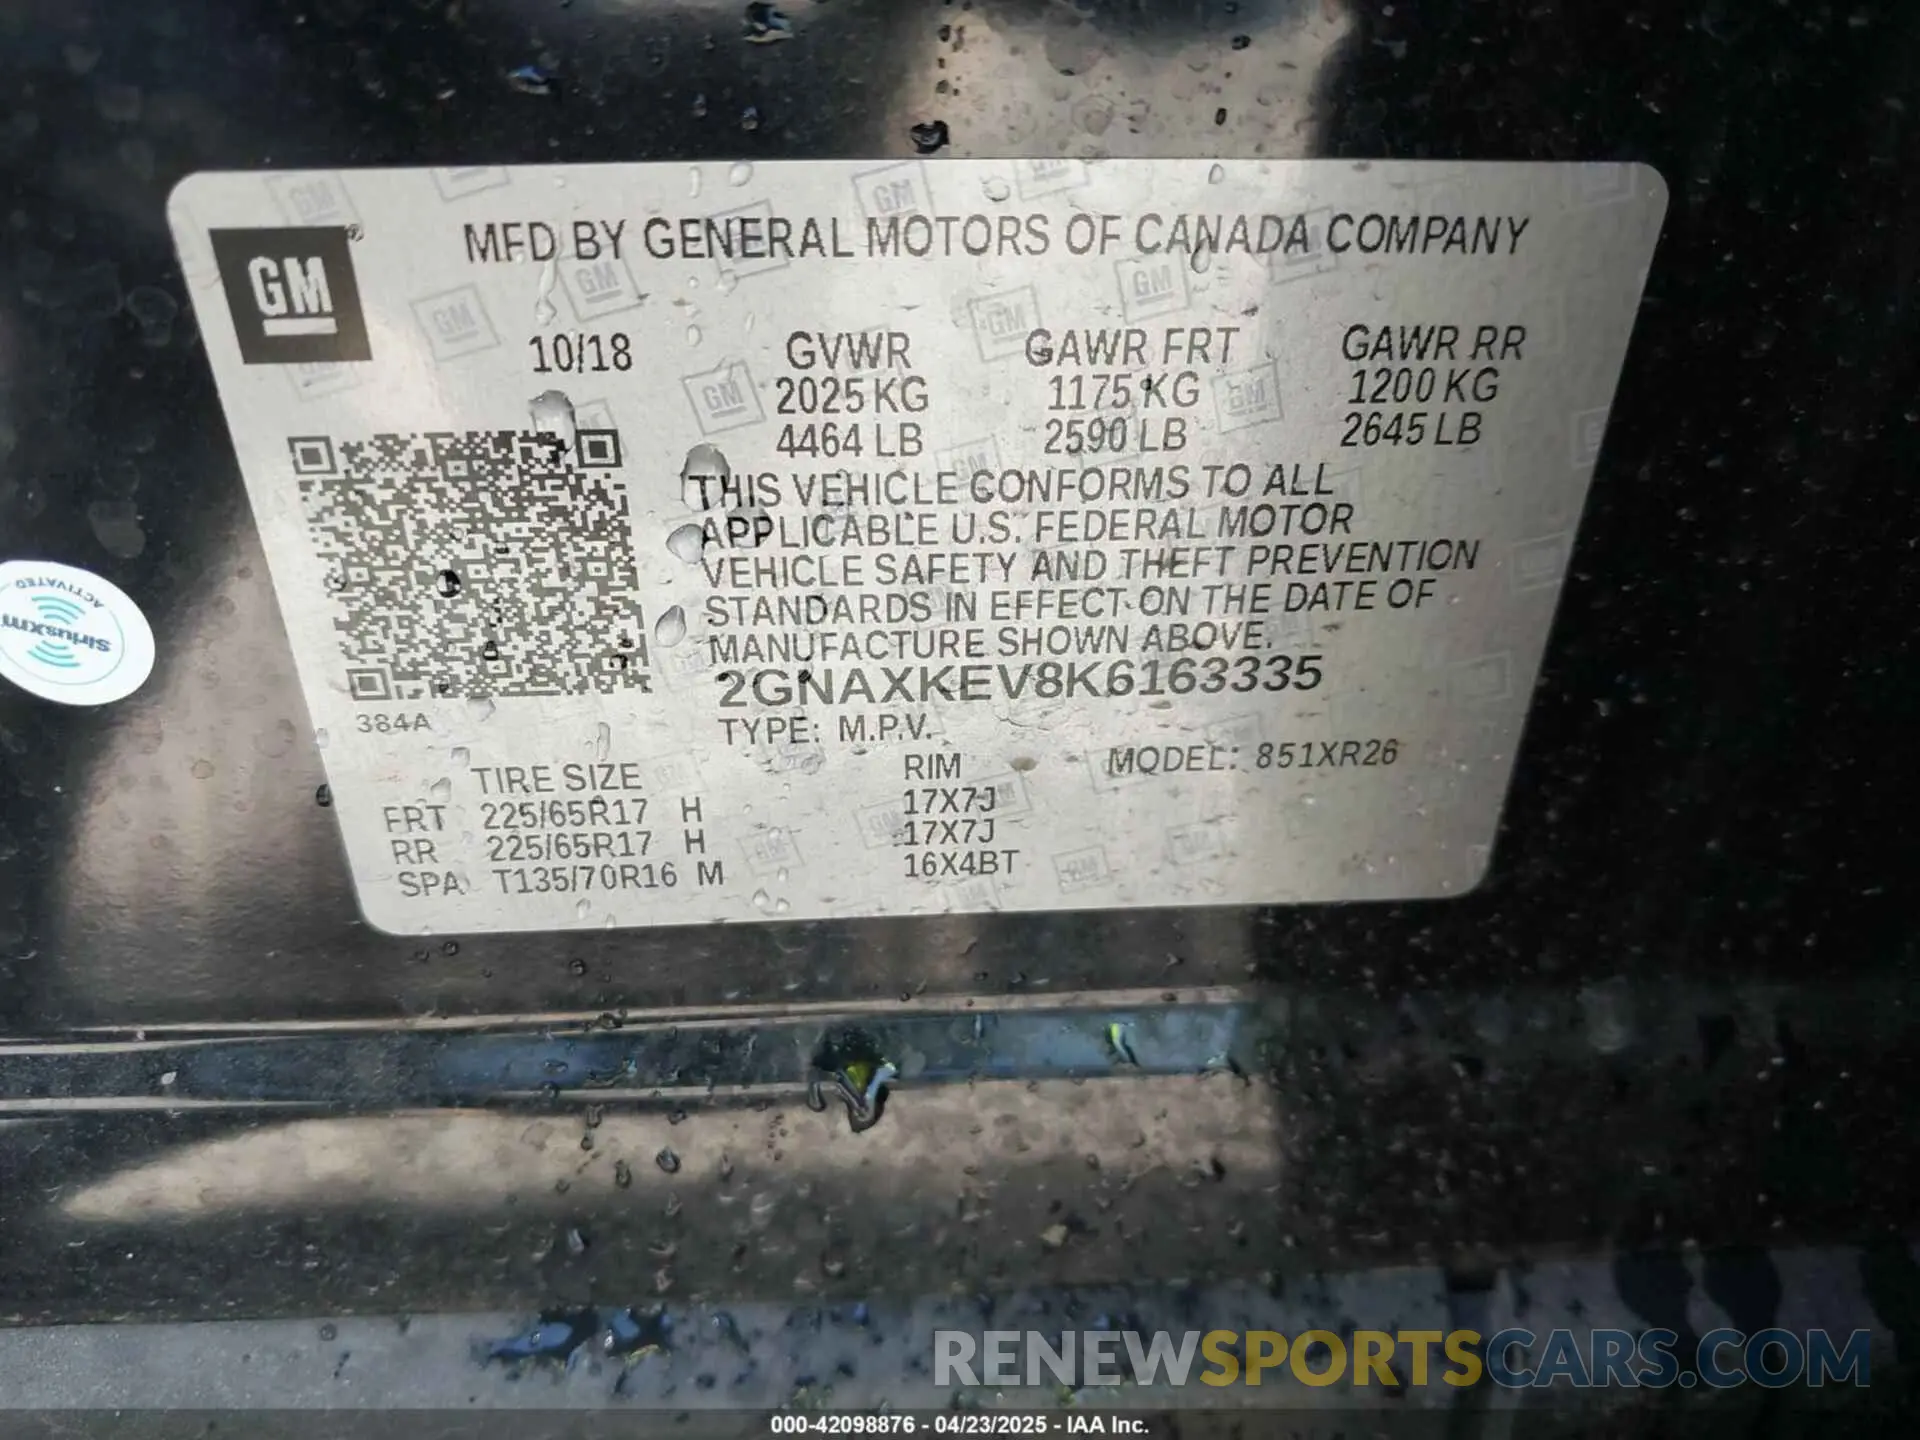 GM®
MFD BY GENERAL MOTORS OF CANADA COMPANY
10/18 GVWR GAWR FRT GAWR RR
2025 KG 1175 KG 1200 KG
4464 LB 2590 LB 2645 LB
THIS VEHICLE CONFORMS TO ALL
APPLICABLE U.S. FEDERAL MOTOR
VEHICLE SAFETY AND THEFT PREVENTION
STANDARDS IN EFFECT ON THE DATE OF
MANUFACTURE SHOWN ABOVE.
2GNAXKEV8K6163335
384A
TYPE: M.P.V.
MODEL: 851XR26
TIRE SIZE RIM
FRT 225/65R17 H 17X7J
RR 225/65R17 H 17X7J
SPA T135/70R16 M 16X4BT
siriusxm
ACTIVATED
RENEWSPORTSCARS.COM
000-42098876 - 04/23/2025 - IAA Inc.